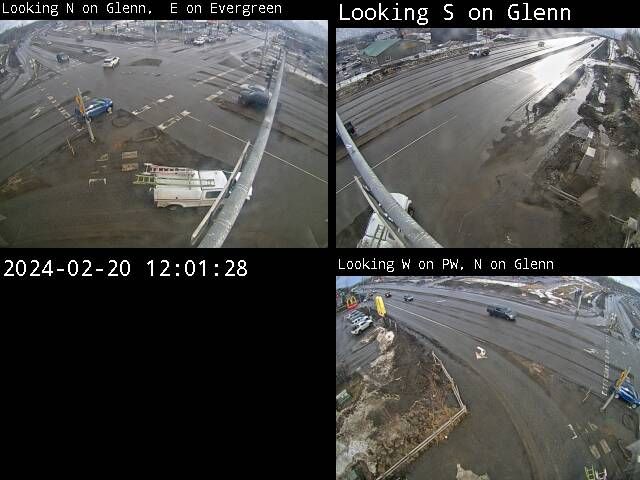 Looking N on Glenn,  E on Evergreen
Looking S on Glenn
2024-02-20 12:01:28
Looking W on PW, N on Glenn